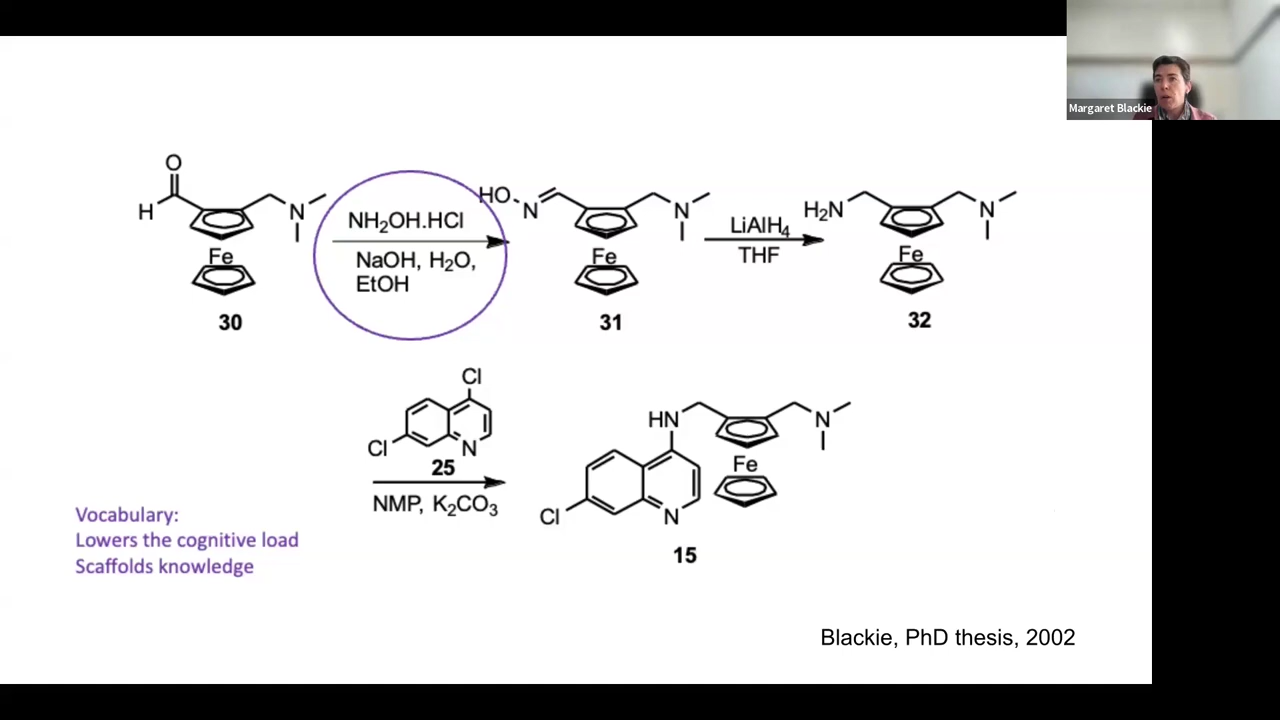 Margaret Blackie
O
H
N
Fe
30
NH₂OH.HCl
NaOH, H₂O,
EtOH
HO
N
N
Fe
31
LiAlH₄
THF
H₂N
N
Fe
32
Cl
Cl
N
25
NMP, K₂CO₃
HN
N
Fe
Cl
N
15
Vocabulary:
Lowers the cognitive load
Scaffolds knowledge
Blackie, PhD thesis, 2002